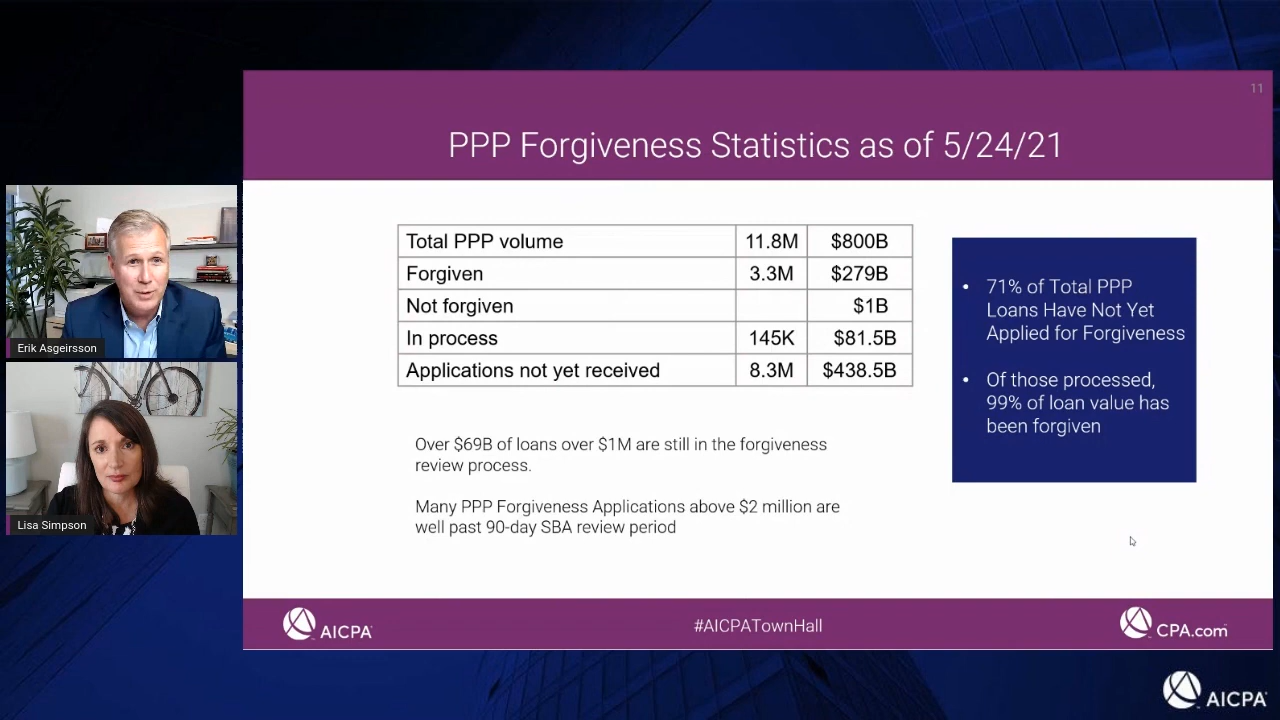 11
PPP Forgiveness Statistics as of 5/24/21
Total PPP volume 11.8M $800B
Forgiven 3.3M $279B
Not forgiven $1B
In process 145K $81.5B
Applications not yet received 8.3M $438.5B
• 71% of Total PPP
Loans Have Not Yet
Applied for Forgiveness
• Of those processed,
99% of loan value has
been forgiven
Over $69B of loans over $1M are still in the forgiveness
review process.
Many PPP Forgiveness Applications above $2 million are
well past 90-day SBA review period
Erik Asgeirsson
Lisa Simpson
AICPA
#AICPATownHall
CPA.com
AICPA